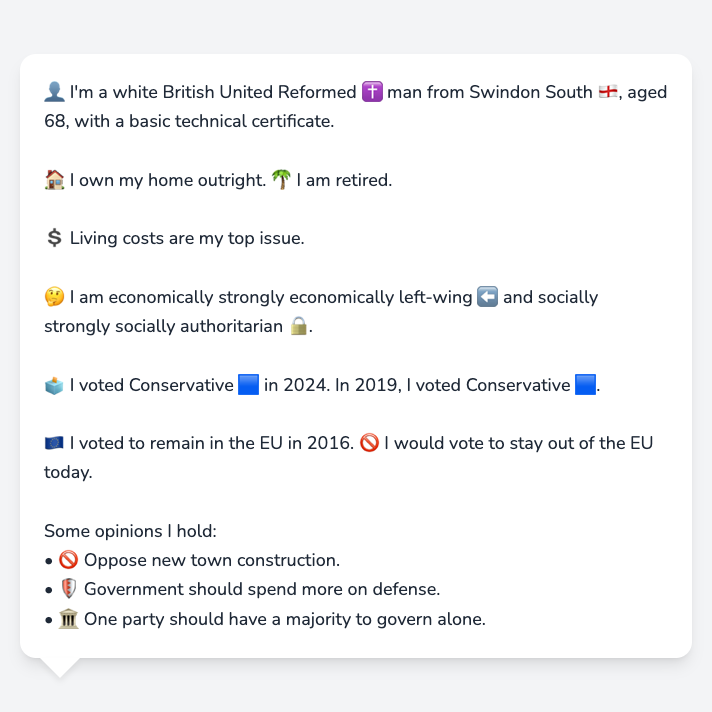 👤 I'm a white British United Reformed ✝️ man from Swindon South 🏴󠁧󠁢󠁥󠁮󠁧󠁿, aged
68, with a basic technical certificate.
🏠 I own my home outright. 🌴 I am retired.
💲 Living costs are my top issue.
🤔 I am economically strongly economically left-wing ⬅️ and socially
strongly socially authoritarian 🔒.
🗳️ I voted Conservative 🟦 in 2024. In 2019, I voted Conservative 🟦.
🇪🇺 I voted to remain in the EU in 2016. 🚫 I would vote to stay out of the EU
today.
Some opinions I hold:
• 🚫 Oppose new town construction.
• 🛡️ Government should spend more on defense.
• 🏛️ One party should have a majority to govern alone.